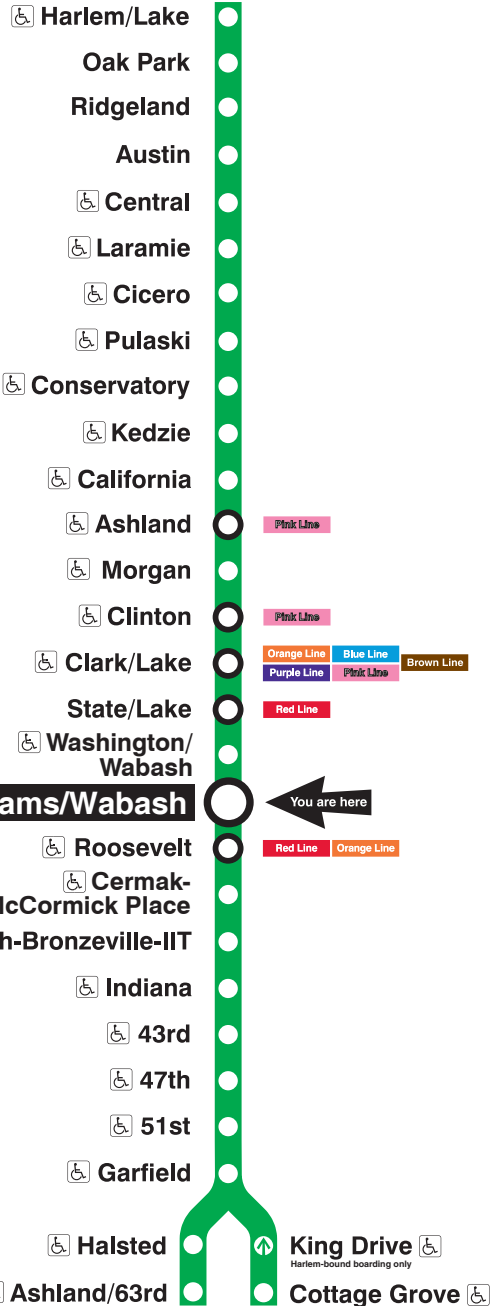 Harlem/Lake
Oak Park
Ridgeland
Austin
Central
Laramie
Cicero
Pulaski
Conservatory
Kedzie
California
Ashland
Pink Line
Morgan
Clinton
Pink Line
Clark/Lake
Orange Line Blue Line
Brown Line
Purple Line Pink Line
State/Lake
Red Line
Washington/
Wabash
ams/Wabash
You are here
Roosevelt
Red Line Orange Line
Cermak-
cCormick Place
h-Bronzeville-IIT
Indiana
43rd
47th
51st
Garfield
Halsted
King Drive
Harlem-bound boarding only
Ashland/63rd
Cottage Grove